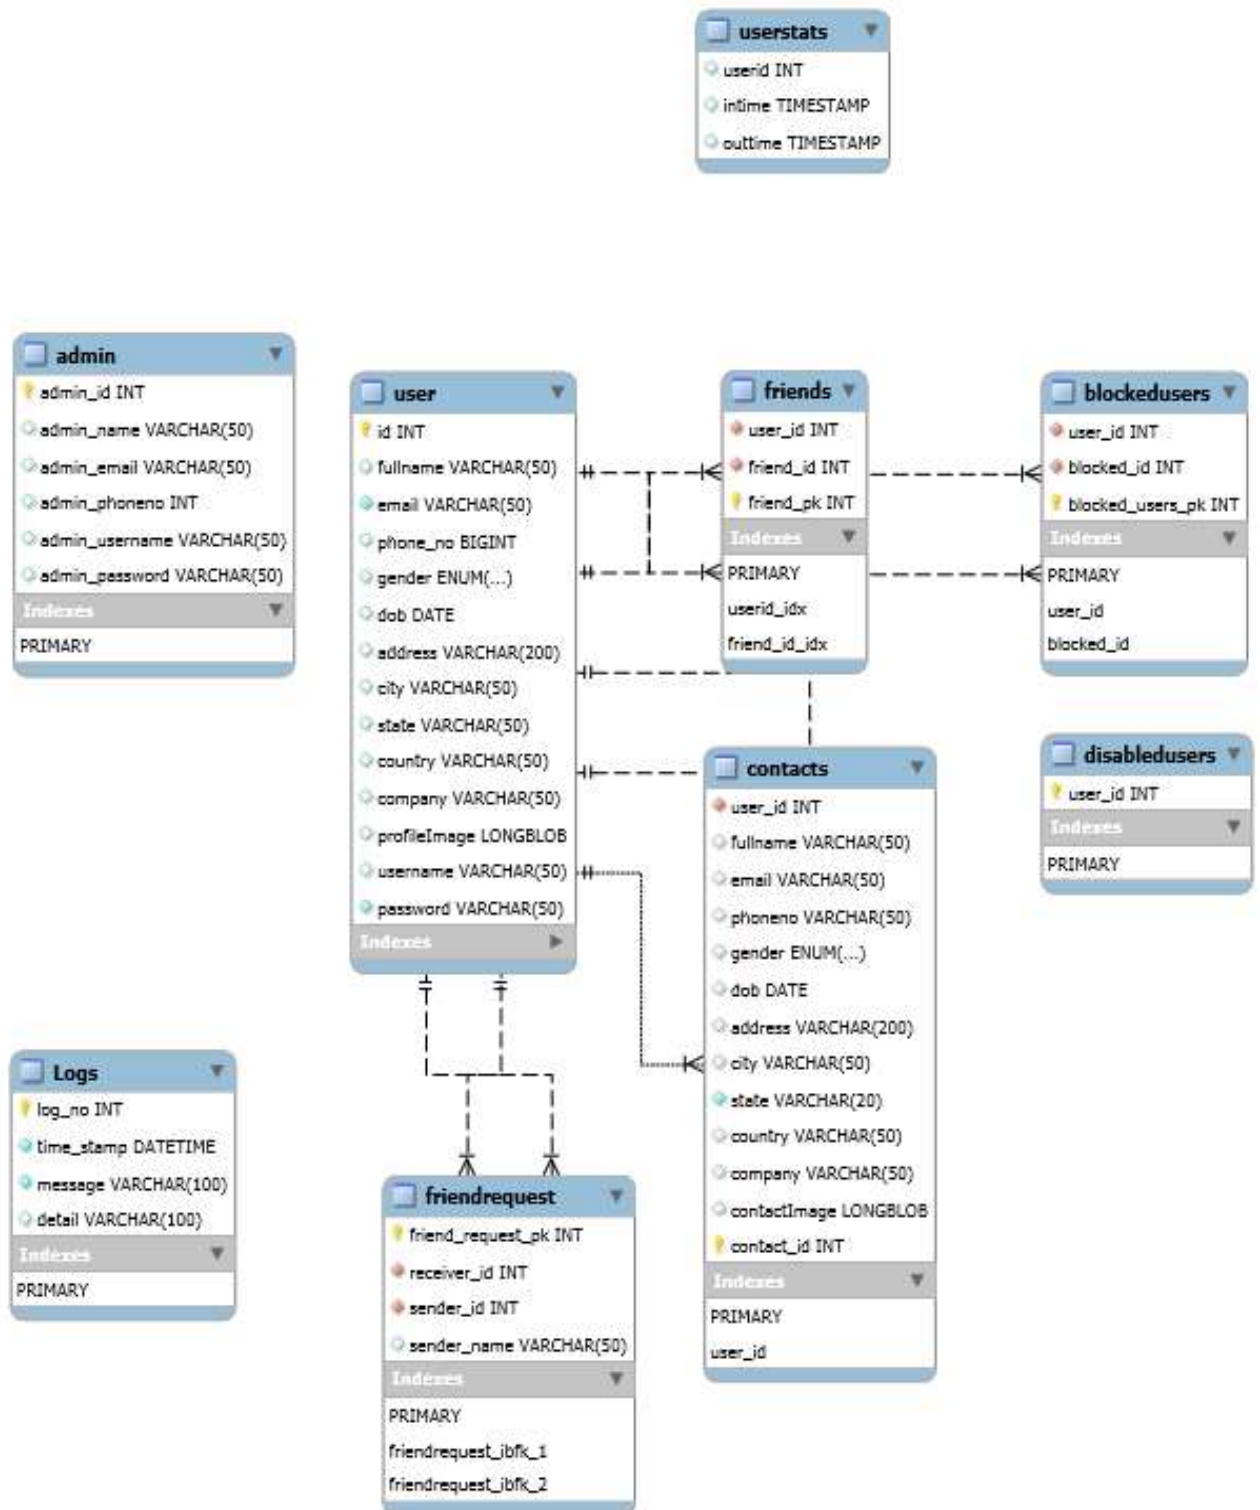 userstats
userid INT
intime TIMESTAMP
outtime TIMESTAMP
admin
admin_id INT
admin_name VARCHAR(50)
admin_email VARCHAR(50)
admin_phoneno INT
admin_username VARCHAR(50)
admin_password VARCHAR(50)
Indexes
PRIMARY
user
id INT
fullname VARCHAR(50)
email VARCHAR(50)
phone_no BIGINT
gender ENUM(...)
dob DATE
address VARCHAR(200)
city VARCHAR(50)
state VARCHAR(50)
country VARCHAR(50)
company VARCHAR(50)
profileImage LONGBLOB
username VARCHAR(50)
password VARCHAR(50)
Indexes
friends
user_id INT
friend_id INT
friend_pk INT
Indexes
PRIMARY
userid_idx
friend_id_idx
blockedusers
user_id INT
blocked_id INT
blocked_users_pk INT
Indexes
PRIMARY
user_id
blocked_id
disabledusers
user_id INT
Indexes
PRIMARY
contacts
user_id INT
fullname VARCHAR(50)
email VARCHAR(50)
phoneno VARCHAR(50)
gender ENUM(...)
dob DATE
address VARCHAR(200)
city VARCHAR(50)
state VARCHAR(20)
country VARCHAR(50)
company VARCHAR(50)
contactImage LONGBLOB
contact_id INT
Indexes
PRIMARY
user_id
Logs
log_no INT
time_stamp DATETIME
message VARCHAR(100)
detail VARCHAR(100)
Indexes
PRIMARY
friendrequest
friend_request_pk INT
receiver_id INT
sender_id INT
sender_name VARCHAR(50)
Indexes
PRIMARY
friendrequest_ibfk_1
friendrequest_ibfk_2